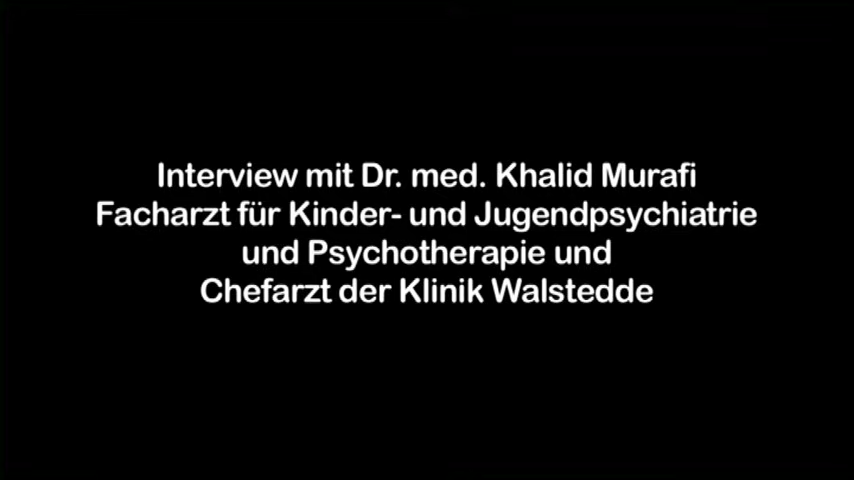 Interview mit Dr. med. Khalid Murafi
Facharzt für Kinder- und Jugendpsychiatrie
und Psychotherapie und
Chefarzt der Klinik Walstedde